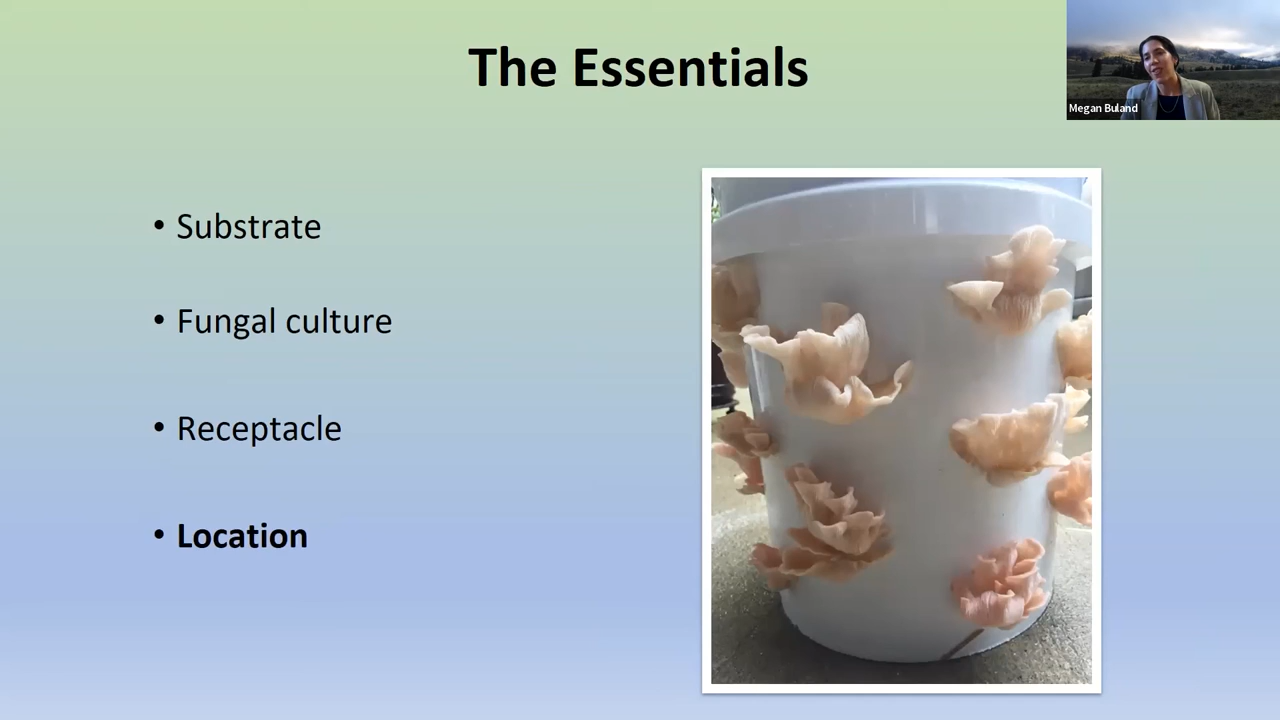 The Essentials
Megan Buland
• Substrate
• Fungal culture
• Receptacle
• Location